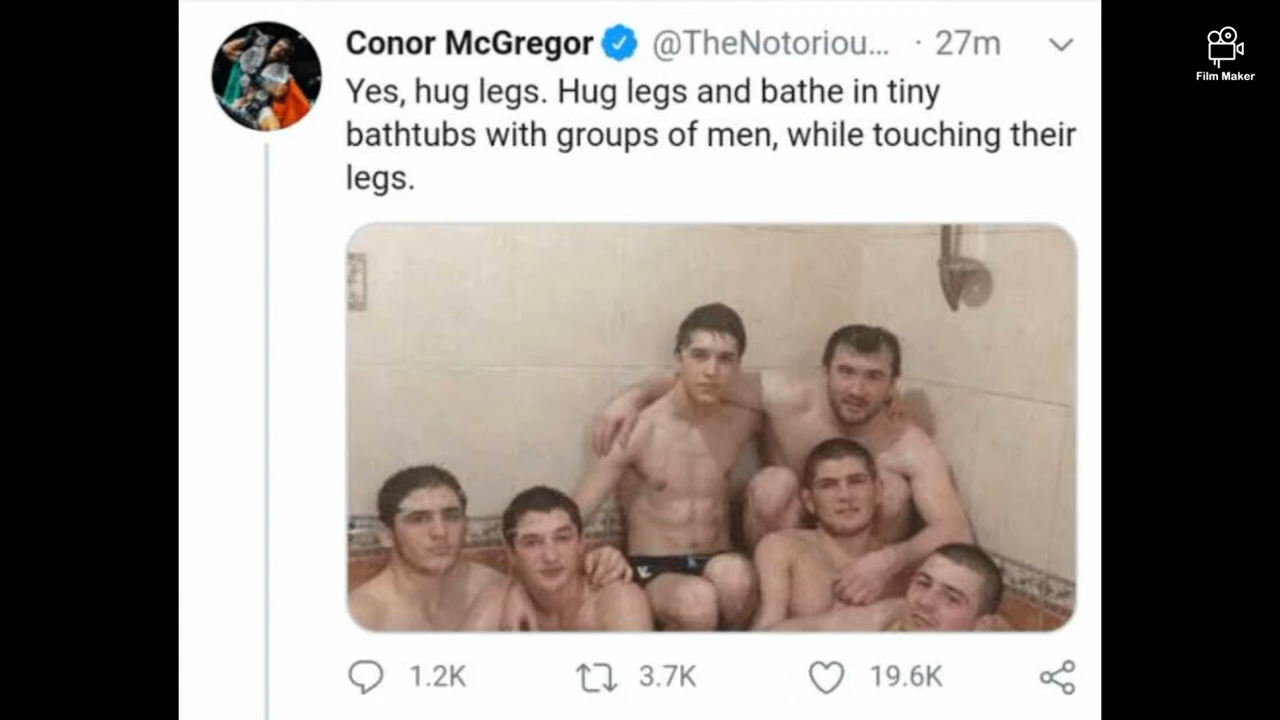 Conor McGregor @TheNotoriou... · 27m
Yes, hug legs. Hug legs and bathe in tiny
bathtubs with groups of men, while touching their
legs.
1.2K 3.7K 19.6K
Film Maker